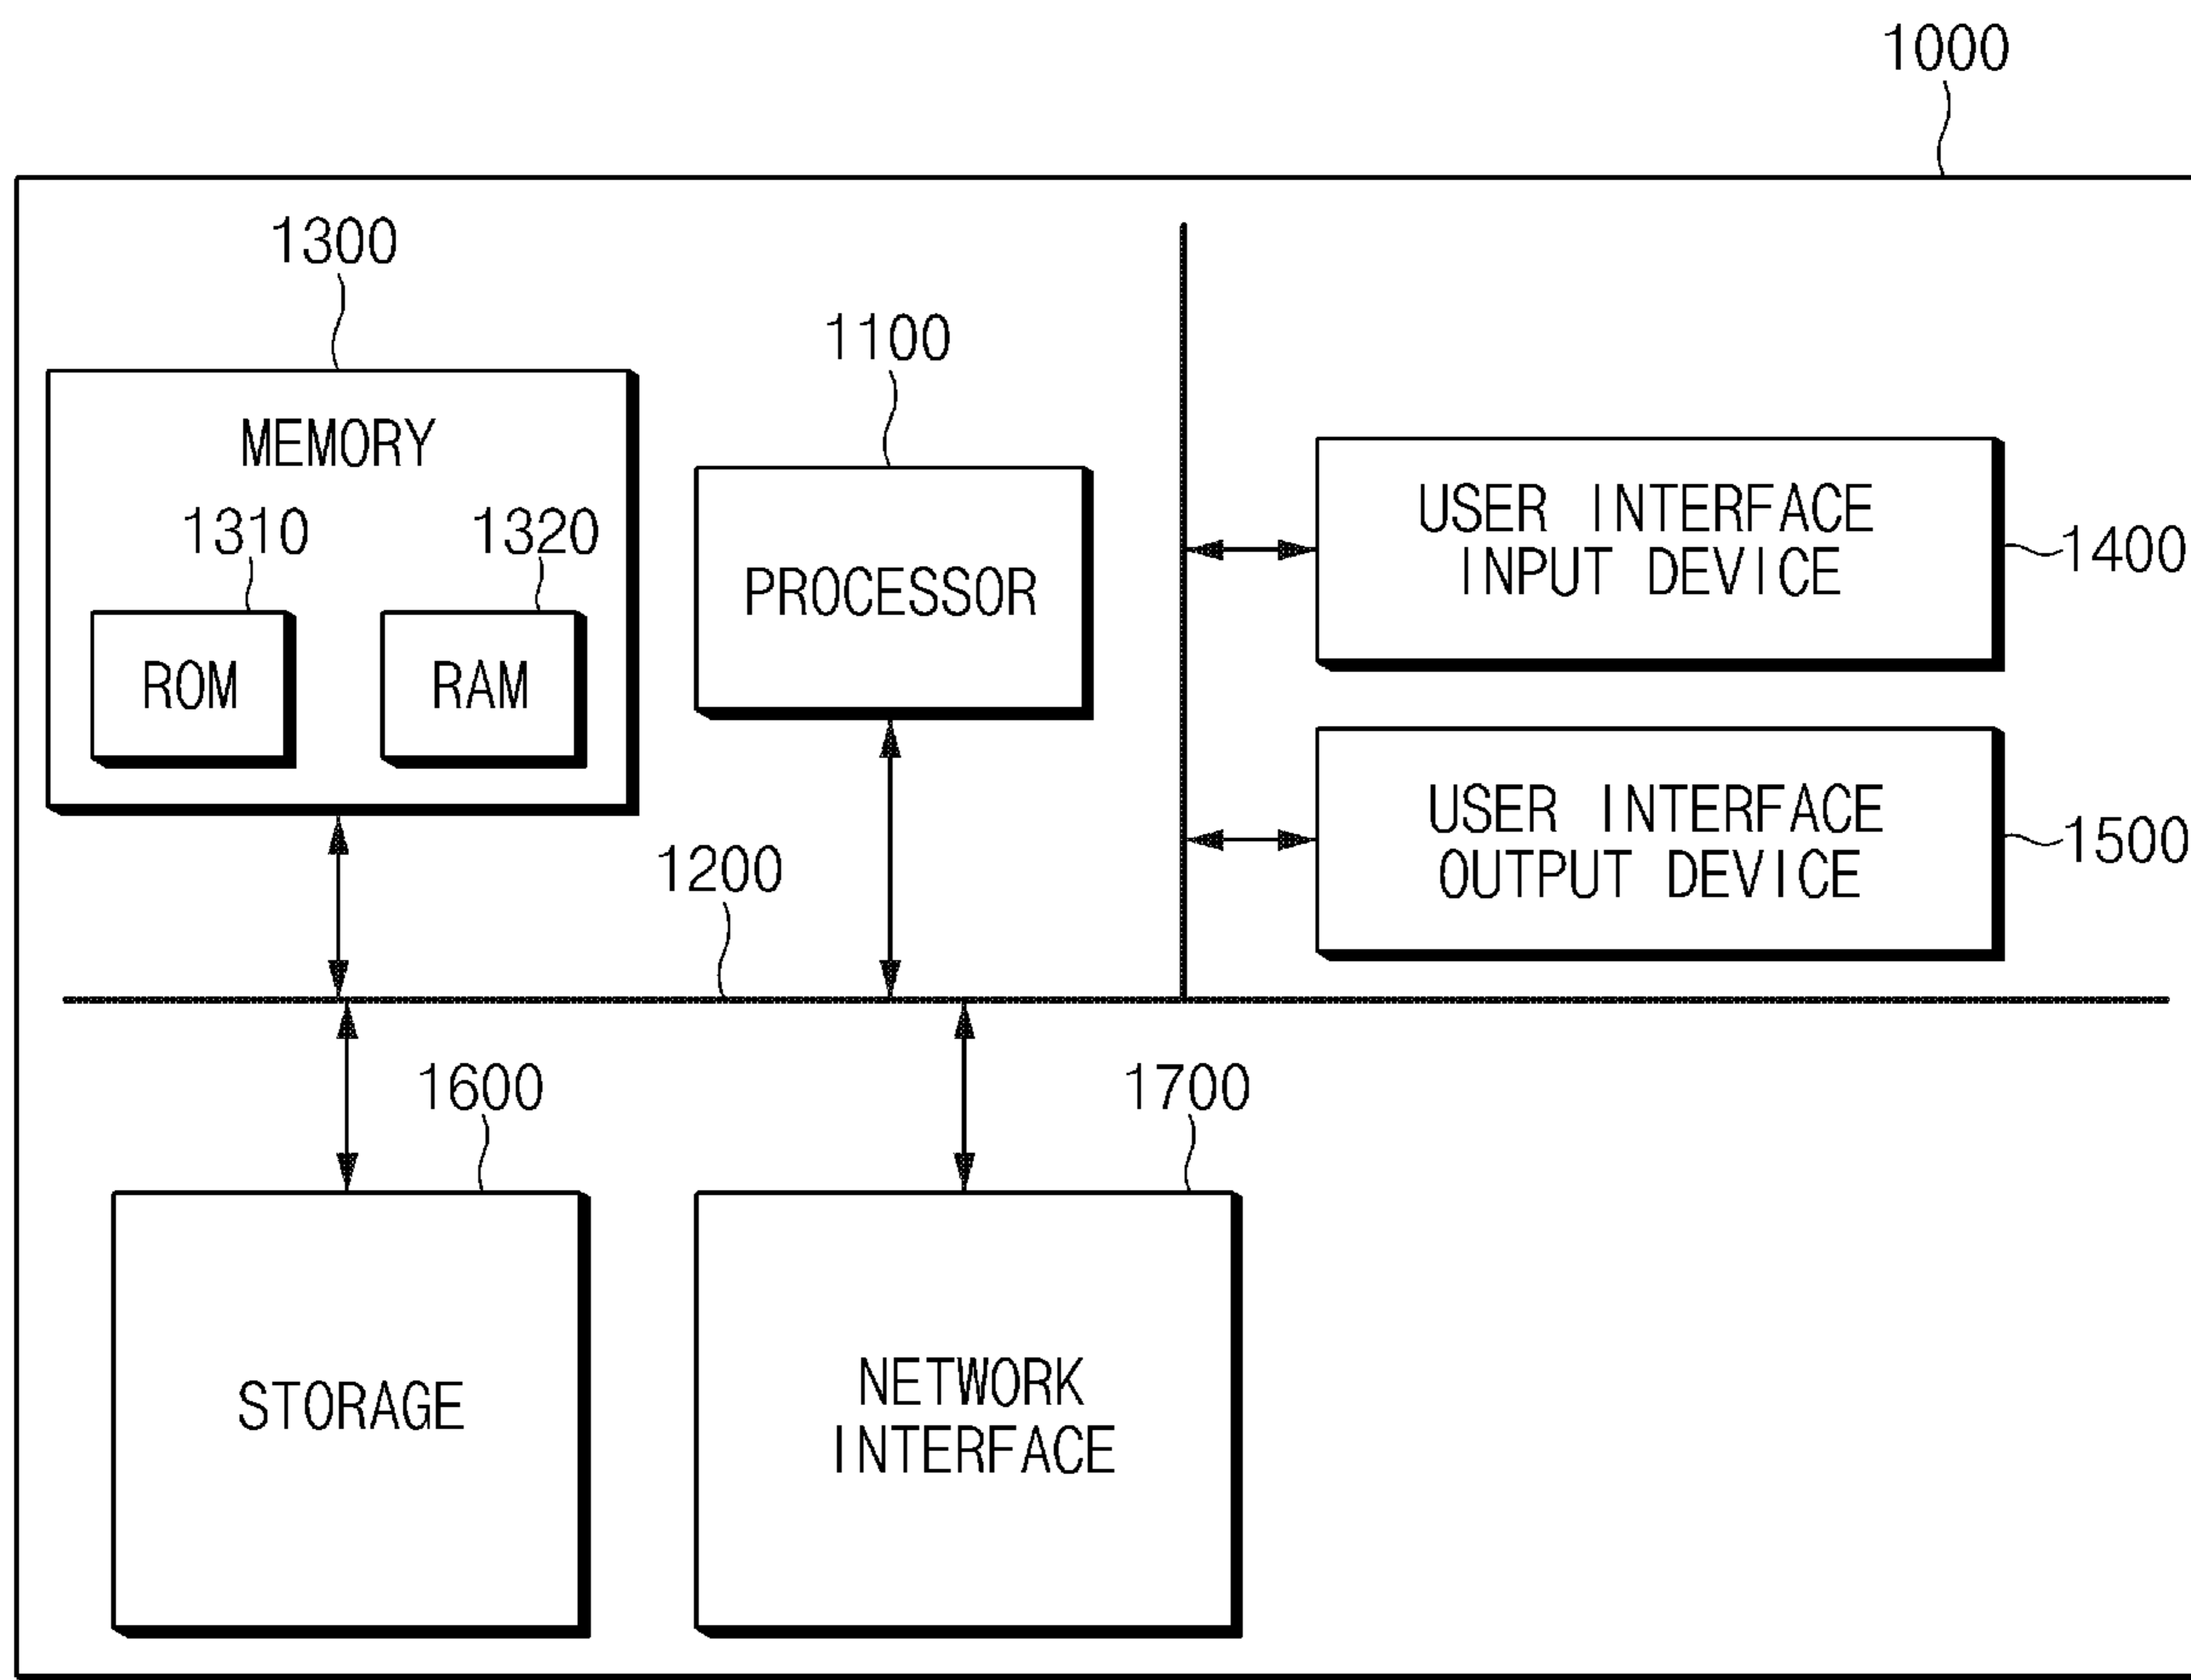 1000
1300
1100
MEMORY
1310
1320
ROM
RAM
PROCESSOR
USER INTERFACE
INPUT DEVICE
1400
USER INTERFACE
OUTPUT DEVICE
1500
1200
1600
1700
STORAGE
NETWORK
INTERFACE